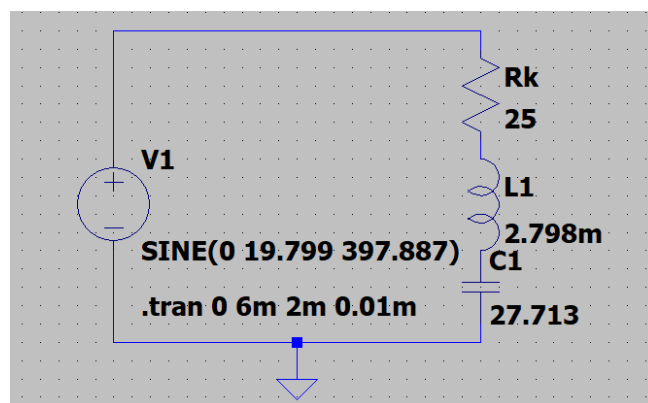 Rk
25
V1
L1
2.798m
SINE(0 19.799 397.887)
C1
.tran 0 6m 2m 0.01m
27.713